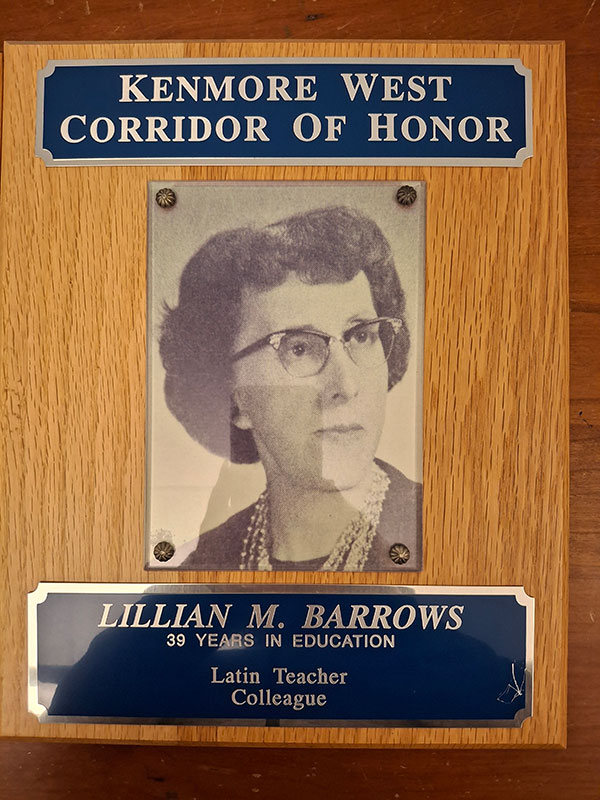 KENMORE WEST
CORRIDOR OF HONOR
LILLIAN M. BARROWS
39 YEARS IN EDUCATION
Latin Teacher
Colleague